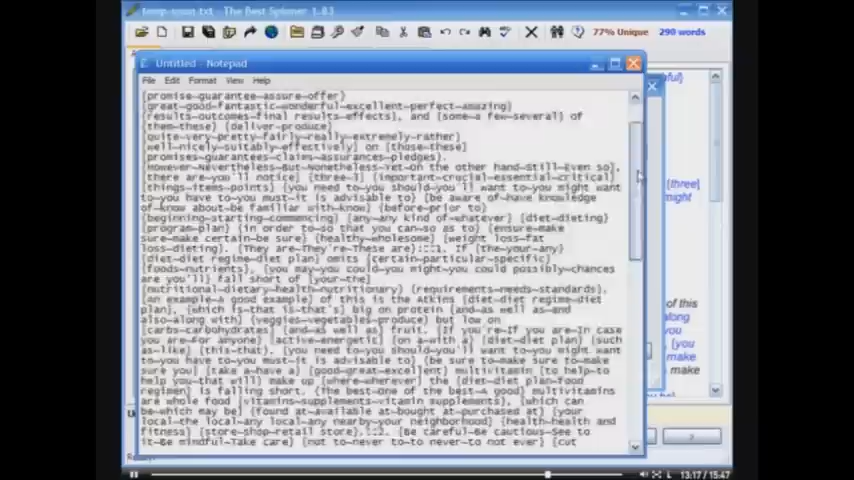 temp-span.txt - The Best Spinner 1.83
77% Unique
290 words
Untitled - Notepad
File Edit Format View Help
{promise~guarantee~assure~offer}
{great~good~fantastic~wonderful~excellent~perfect~amazing}
{results~outcomes~final results~effects}, and {some~a few~several} of
{them~these} {deliver~produce}
{quite~very~pretty~fairly~really~extremely~rather}
{well~nicely~suitably~effectively} on {those~these}
{promises~guarantees~claims~assurances~pledges}.
{However~Nevertheless~But~Nonetheless~Yet~On the other hand~Still~Even so},
{there are~you'll notice} {three~} {important~crucial~essential~critical}
{things~items~points} {you need to~you should~you'll want to~you might want
to~you have to~you must~it is advisable to} {be aware of~have knowledge
of~know about~be familiar with~know} {before~prior to}
{beginning~starting~commencing} {any~any kind of~whatever} {diet~dieting}
{program~plan} {in order to~so that you can~so as to} {ensure~make
sure~make certain~be sure} {healthy~wholesome} {weight loss~fat
loss~dieting}. {They are~They're~These are} If {the~your~any}
{diet~diet regime~diet plan} omits {certain~particular~specific}
{foods~nutrients}, {you may~you could~you might~you could possibly~chances
are you'll} fall short of {your~the}
{nutritional~dietary~health~nutritionary} {requirements~needs~standards}.
{an example~a good example} of this is the Atkins {diet~diet regime~diet
plan}, {which is~that is~that's} big on protein {and~as well as~and
also~along with} {veggies~vegetables~produce} but low on
{carbs~carbohydrates} {and~as well as} fruit. {If you're~If you are~In case
you are~For anyone} {active~energetic} {on a~with a} {diet~diet plan} {such
as~like} {this~that}, {you need to~you should~you'll want to~you might want
to~you have to~you must~it is advisable to} {be sure to~make sure to~make
sure you} {take a~have a} {good~great~excellent} multivitamin {to help~to
help you~that will} make up {where~wherever} the {diet~diet plan~food
regimen} is falling short. {The best~One of the best~A good} multivitamins
are whole food {vitamins~supplements~vitamin supplements}, {which can
be~which may be} {found at~available at~bought at~purchased at} {your
local~the local~any local~any nearby~your neighborhood} {health~health and
fitness} {store~shop~retail store}. {Be careful~Be cautious~See to
it~Be mindful~Take care} {not to~never to~to never~to not ever} {cut
{three|
might
of this
along
you
{you
make
make
13:17 / 15:47